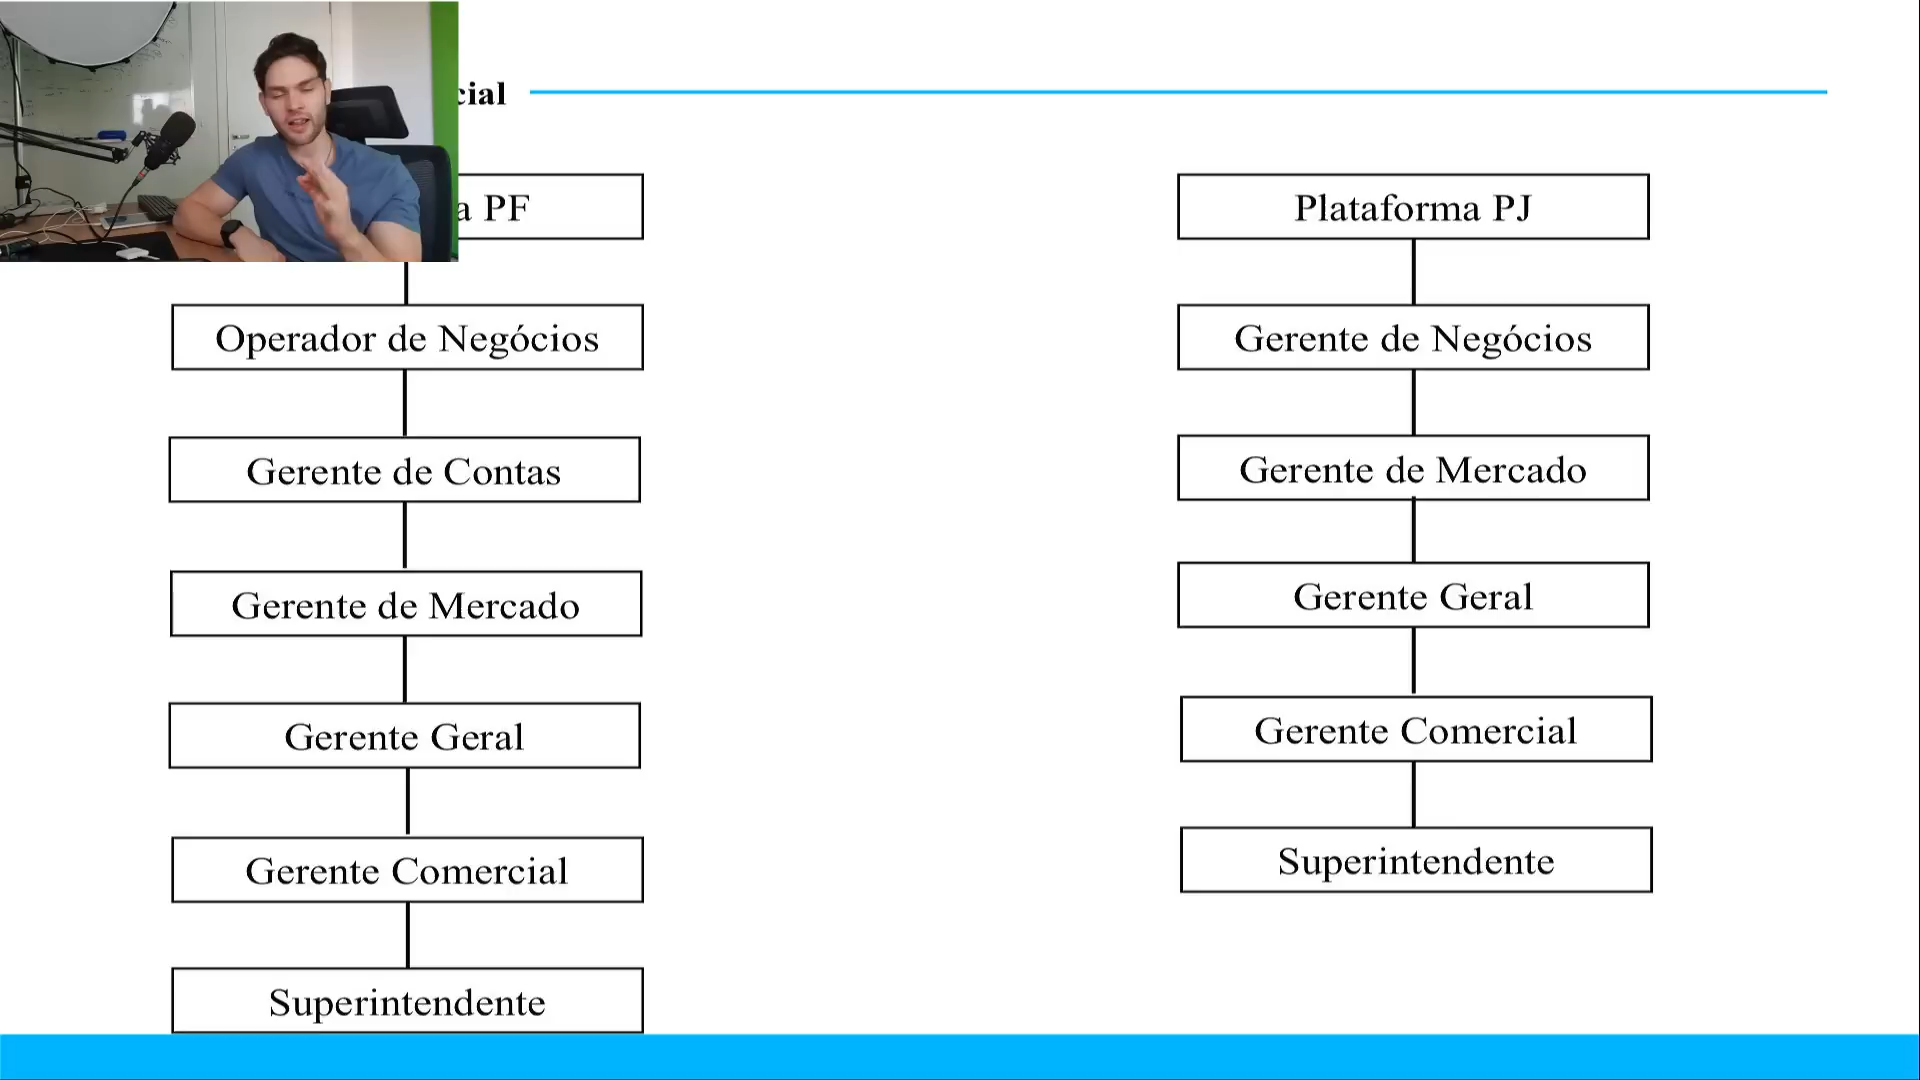 cial
a PF
Operador de Negócios
Gerente de Contas
Gerente de Mercado
Gerente Geral
Gerente Comercial
Superintendente
Plataforma PJ
Gerente de Negócios
Gerente de Mercado
Gerente Geral
Gerente Comercial
Superintendente